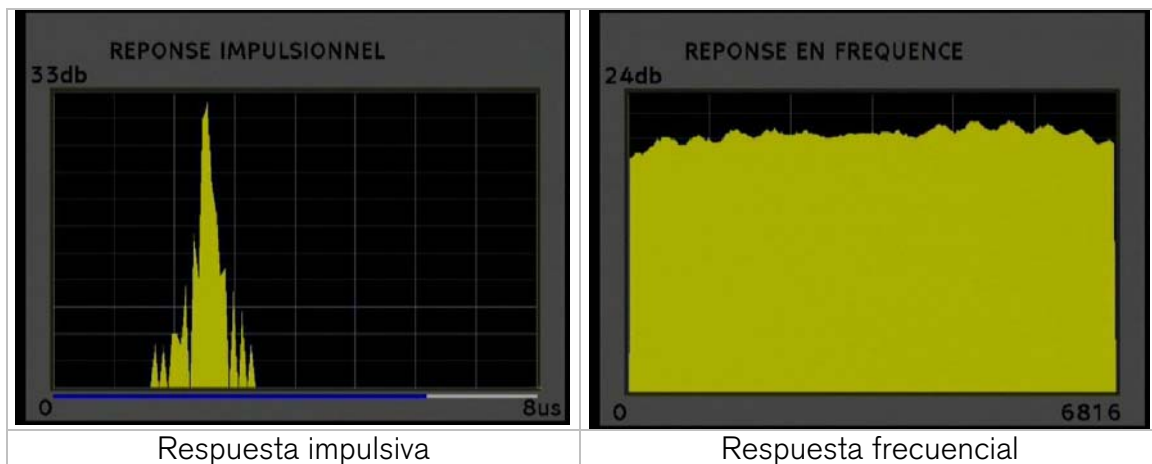 REPONSE IMPULSIONNEL
33db
0
8us
Respuesta impulsiva
REPONSE EN FREQUENCE
24db
0
6816
Respuesta frecuencial